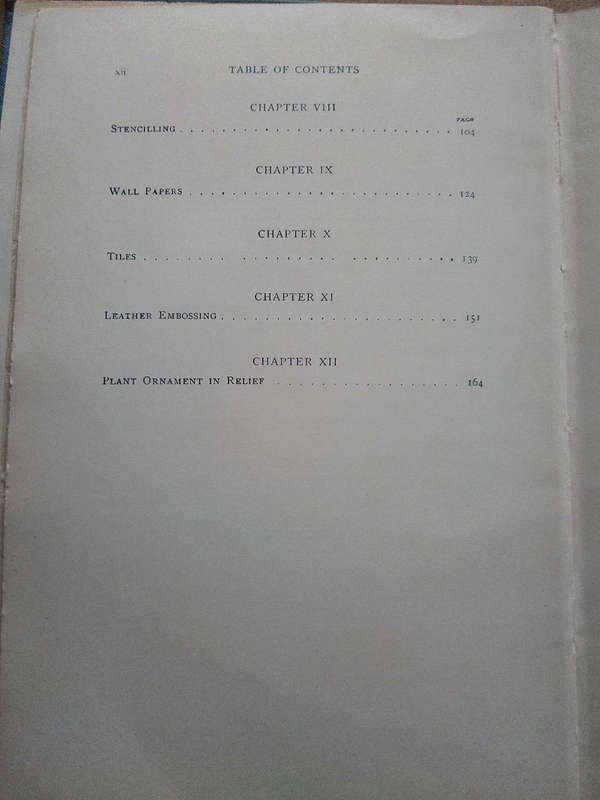 xii TABLE OF CONTENTS
CHAPTER VIII
PAGE
STENCILLING . . . . . . . . . . . . . . . . . . . . . . . . . . 104
CHAPTER IX
WALL PAPERS . . . . . . . . . . . . . . . . . . . . . . . . . 124
CHAPTER X
TILES . . . . . . . . . . . . . . . . . . . . . . . . . . 139
CHAPTER XI
LEATHER EMBOSSING . . . . . . . . . . . . . . . . . . . . . . 151
CHAPTER XII
PLANT ORNAMENT IN RELIEF . . . . . . . . . . . . . . . . . 164